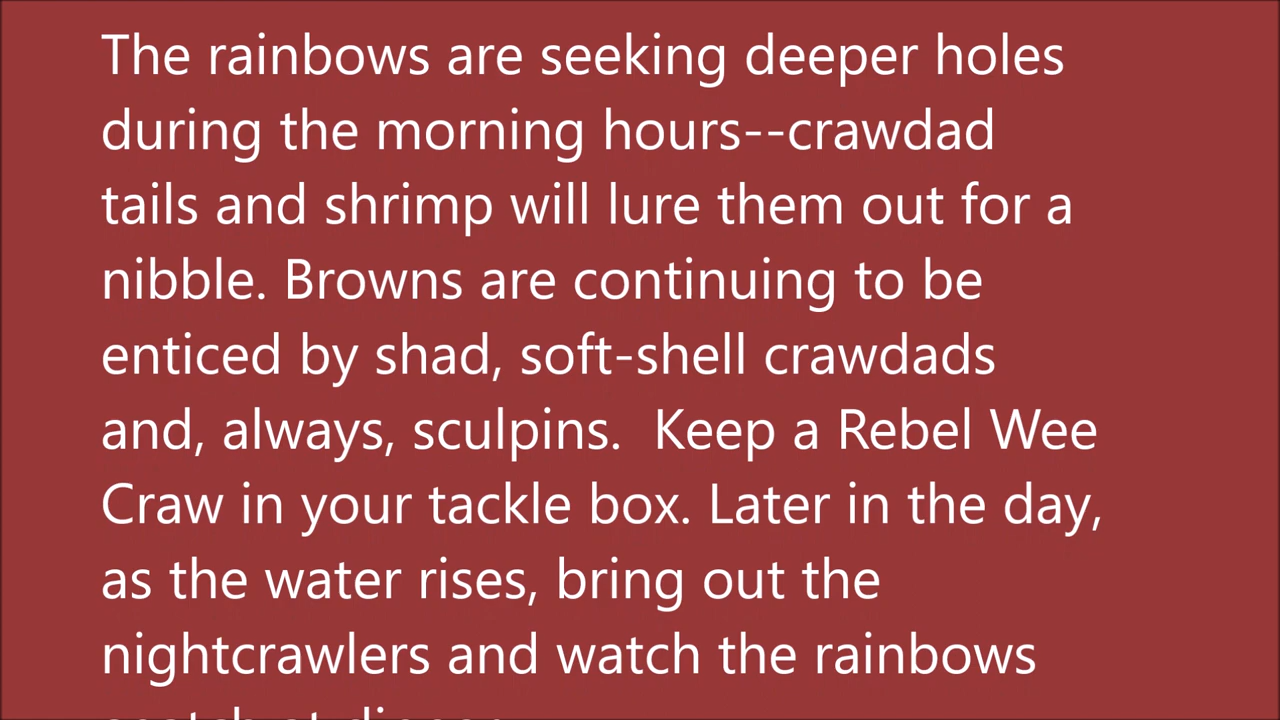 The rainbows are seeking deeper holes
during the morning hours--crawdad
tails and shrimp will lure them out for a
nibble. Browns are continuing to be
enticed by shad, soft-shell crawdads
and, always, sculpins.  Keep a Rebel Wee
Craw in your tackle box. Later in the day,
as the water rises, bring out the
nightcrawlers and watch the rainbows